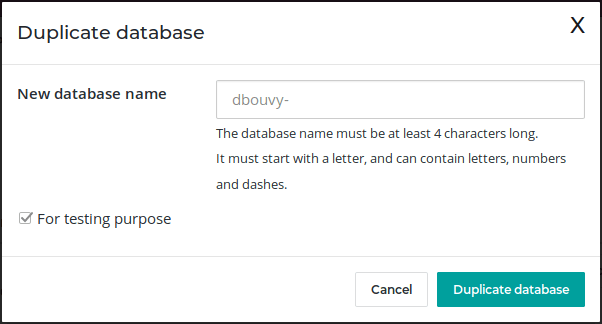 Duplicate database
X
New database name
dbouvy-
The database name must be at least 4 characters long.
It must start with a letter, and can contain letters, numbers
and dashes.
For testing purpose
Cancel
Duplicate database